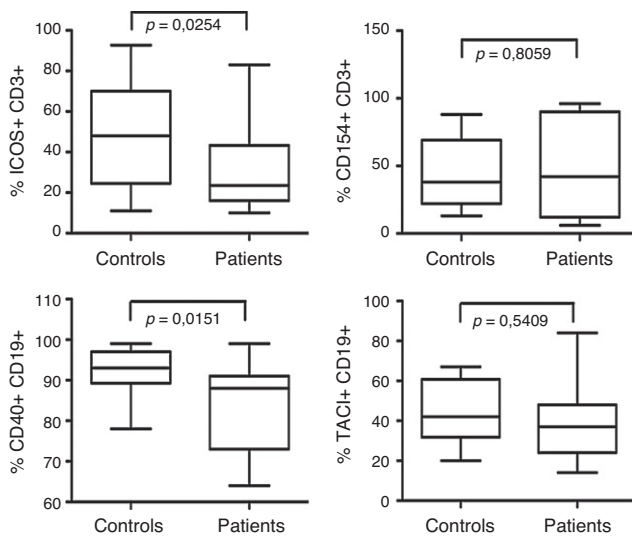 p = 0,0254
100
80
60
40
20
0
% ICOS+ CD3+
Controls
Patients
p = 0,8059
150
100
50
0
% CD154+ CD3+
Controls
Patients
p = 0,0151
110
100
90
80
70
60
% CD40+ CD19+
Controls
Patients
p = 0,5409
100
80
60
40
20
0
% TACI+ CD19+
Controls
Patients